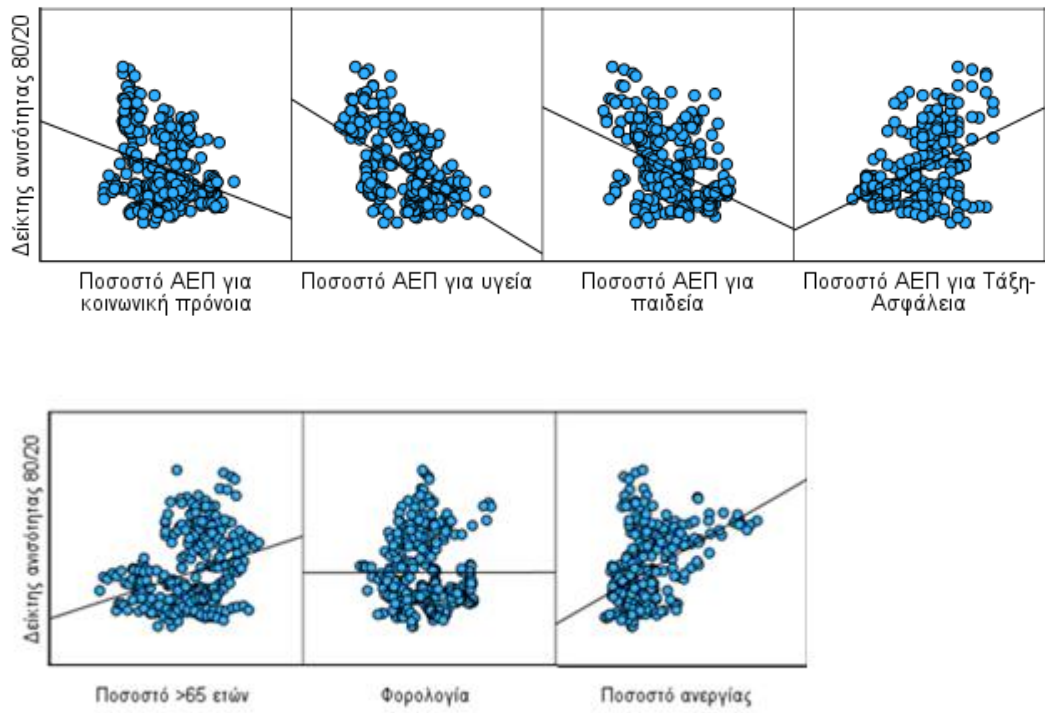 Δείκτης ανισότητας 80/20
Ποσοστό ΑΕΠ για
κοινωνική πρόνοια
Ποσοστό ΑΕΠ για υγεία
Ποσοστό ΑΕΠ για
παιδεία
Ποσοστό ΑΕΠ για Τάξη-
Ασφάλεια
Δείκτης ανισότητας 80/20
Ποσοστό >65 ετών
Φορολογία
Ποσοστό ανεργίας